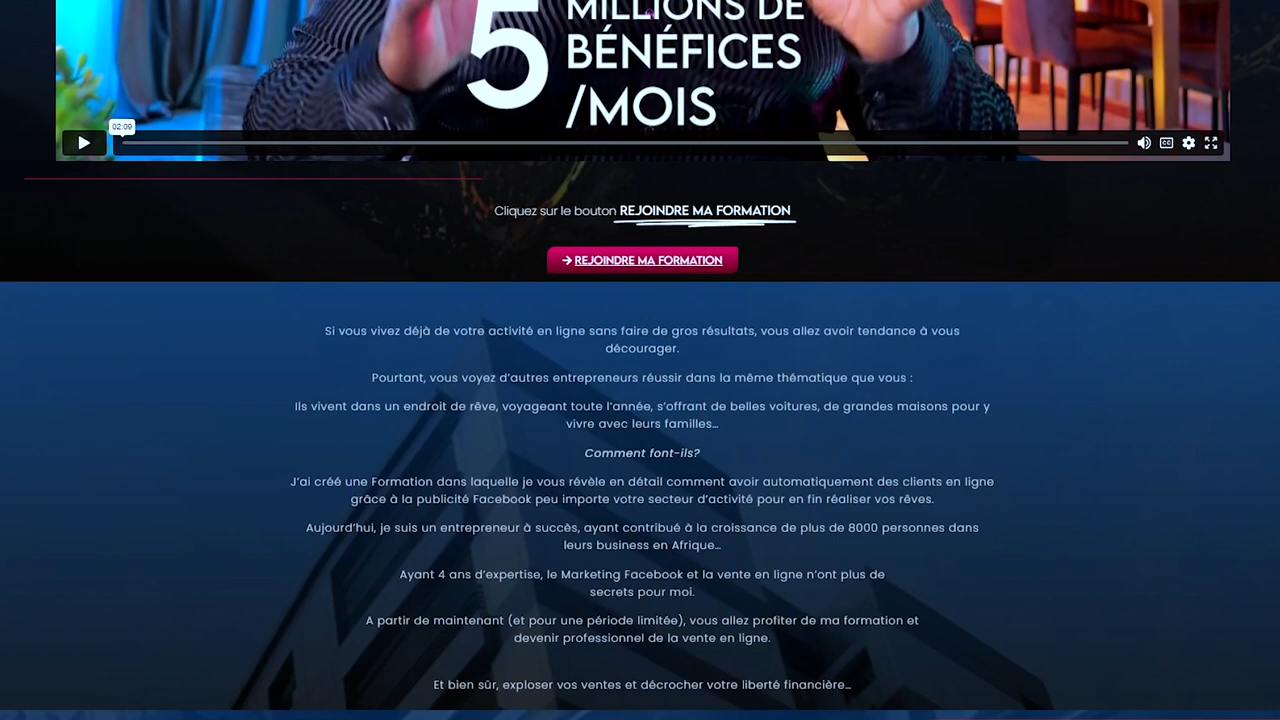 5
MILLIONS DE
BÉNÉFICES
/MOIS
02:09
CC
Cliquez sur le bouton REJOINDRE MA FORMATION
→ REJOINDRE MA FORMATION
Si vous vivez déjà de votre activité en ligne sans faire de gros résultats, vous allez avoir tendance à vous
décourager.
Pourtant, vous voyez d'autres entrepreneurs réussir dans la même thématique que vous :
Ils vivent dans un endroit de rêve, voyageant toute l'année, s'offrant de belles voitures, de grandes maisons pour y
vivre avec leurs familles…
Comment font-ils?
J'ai créé une Formation dans laquelle je vous révèle en détail comment avoir automatiquement des clients en ligne
grâce à la publicité Facebook peu importe votre secteur d'activité pour en fin réaliser vos rêves.
Aujourd'hui, je suis un entrepreneur à succès, ayant contribué à la croissance de plus de 8000 personnes dans
leurs business en Afrique…
Ayant 4 ans d'expertise, le Marketing Facebook et la vente en ligne n'ont plus de
secrets pour moi.
A partir de maintenant (et pour une période limitée), vous allez profiter de ma formation et
devenir professionnel de la vente en ligne.
Et bien sûr, exploser vos ventes et décrocher votre liberté financière…